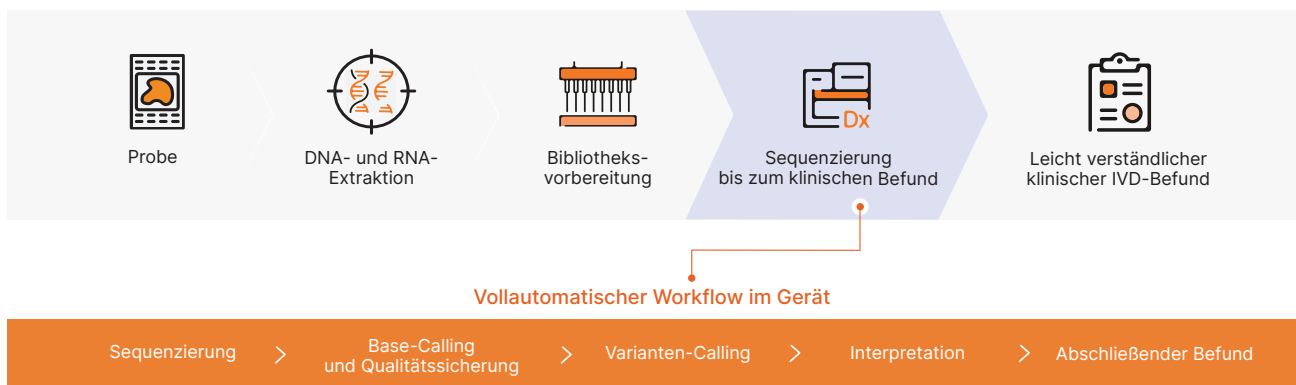 Probe
DNA- und RNA-
Extraktion
Bibliotheks-
vorbereitung
Dx
Sequenzierung
bis zum klinischen Befund
Leicht verständlicher
klinischer IVD-Befund
Vollautomatischer Workflow im Gerät
Sequenzierung
Base-Calling
und Qualitätssicherung
Varianten-Calling
Interpretation
Abschließender Befund